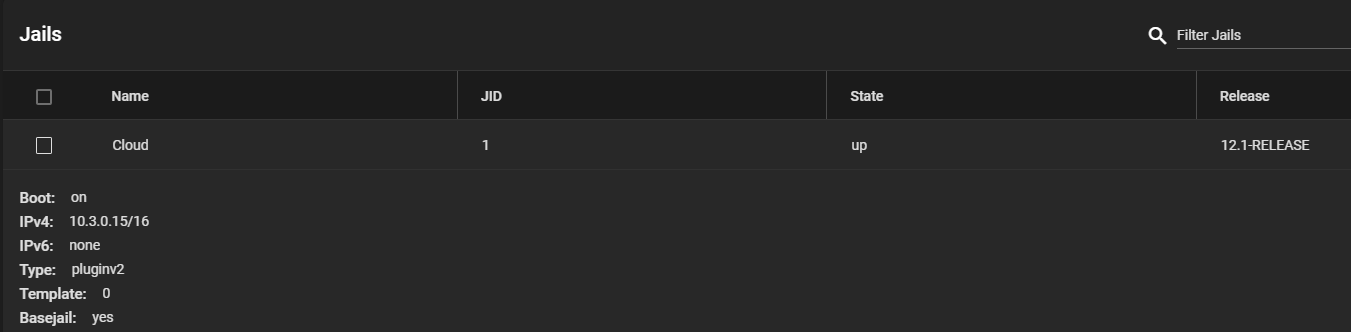 Jails
Filter Jails
Name JID State Release
Cloud 1 up 12.1-RELEASE
Boot: on
IPv4: 10.3.0.15/16
IPv6: none
Type: pluginv2
Template: 0
Basejail: yes